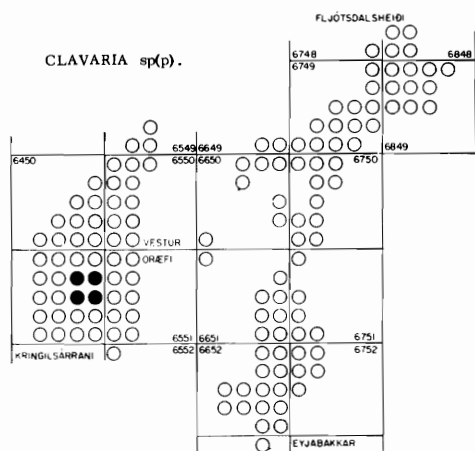 FLJÓTSDALSHEIÐI
CLAVARIA sp(p).
6748 6848
6749
6549 6649 6849
6450 6550 6650 6750
VESTUR
ÖRÆFI
6551 6651 6751
KRINGILSÁRRANI 6552 6652 6752
EYJABAKKAR